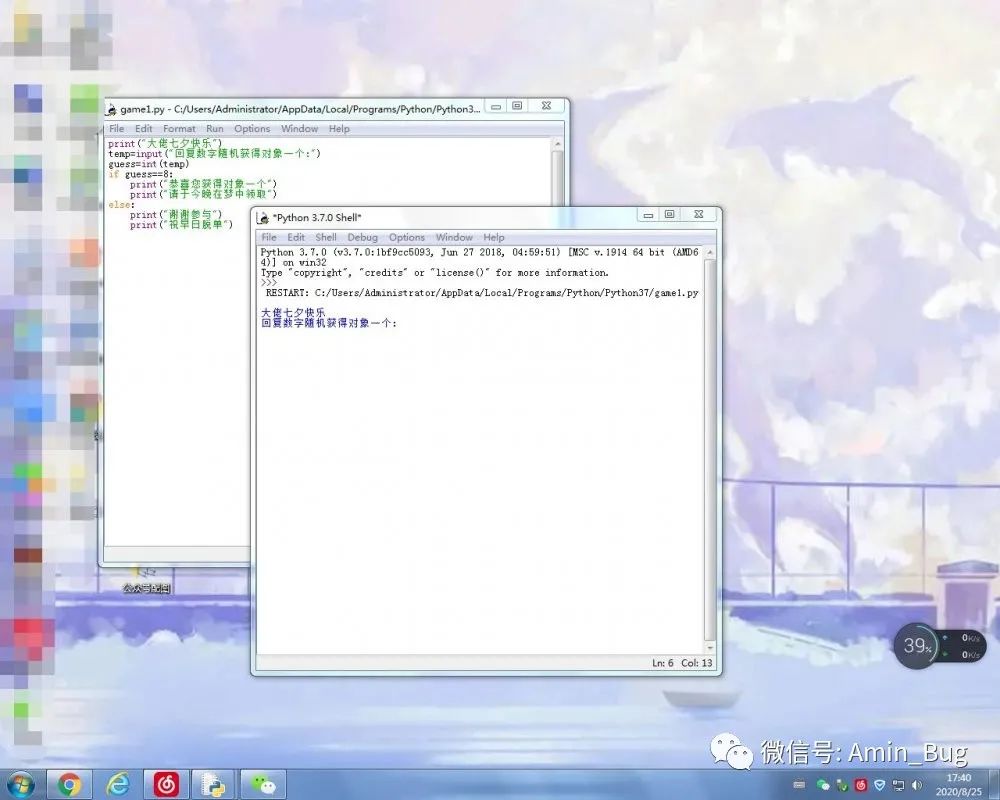 game1.py - C:/Users/Administrator/AppData/Local/Programs/Python/Python3...
File Edit Format Run Options Window Help
print("大佬七夕快乐")
temp=input("回复数字随机获得对象一个:")
guess=int(temp)
if guess==8:
    print("恭喜您获得对象一个")
    print("请于今晚在梦中领取")
else:
    print("谢谢参与")
    print("祝早日脱单")
*Python 3.7.0 Shell*
File Edit Shell Debug Options Window Help
Python 3.7.0 (v3.7.0:1bf9cc5093, Jun 27 2018, 04:59:51) [MSC v.1914 64 bit (AMD6
4)] on win32
Type "copyright", "credits" or "license()" for more information.
>>>
RESTART: C:/Users/Administrator/AppData/Local/Programs/Python/Python37/game1.py
大佬七夕快乐
回复数字随机获得对象一个:
公众号配图
39%
0K/s
0K/s
Ln: 6 Col: 13
微信号: Amin_Bug
17:40
2020/8/25